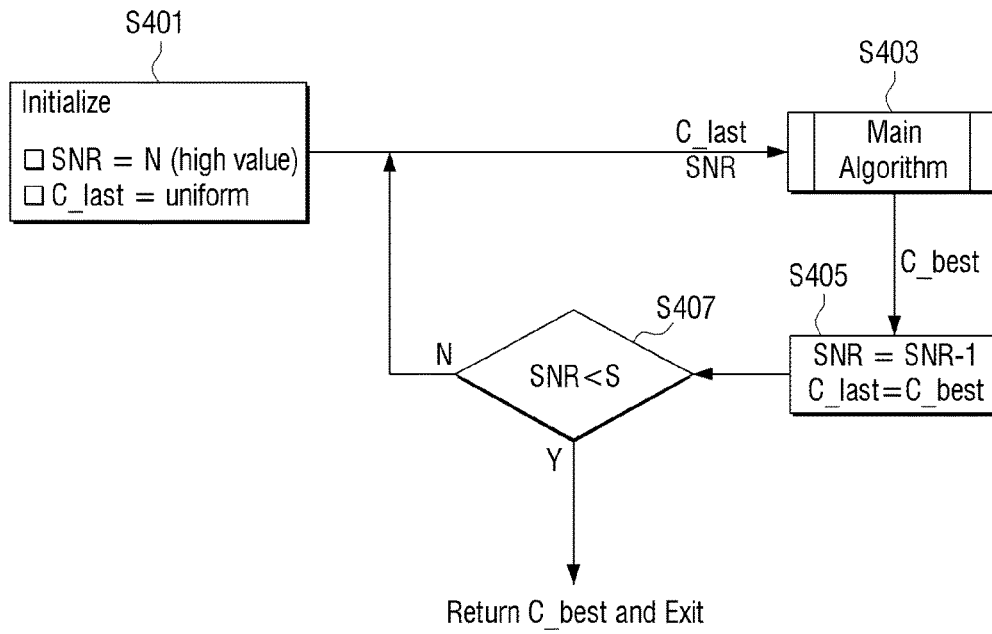 S401
Initialize
☐ SNR = N (high value)
☐ C_last = uniform
C_last
SNR
S403
Main
Algorithm
C_best
S405
SNR = SNR-1
C_last=C_best
S407
SNR<S
N
Y
Return C_best and Exit